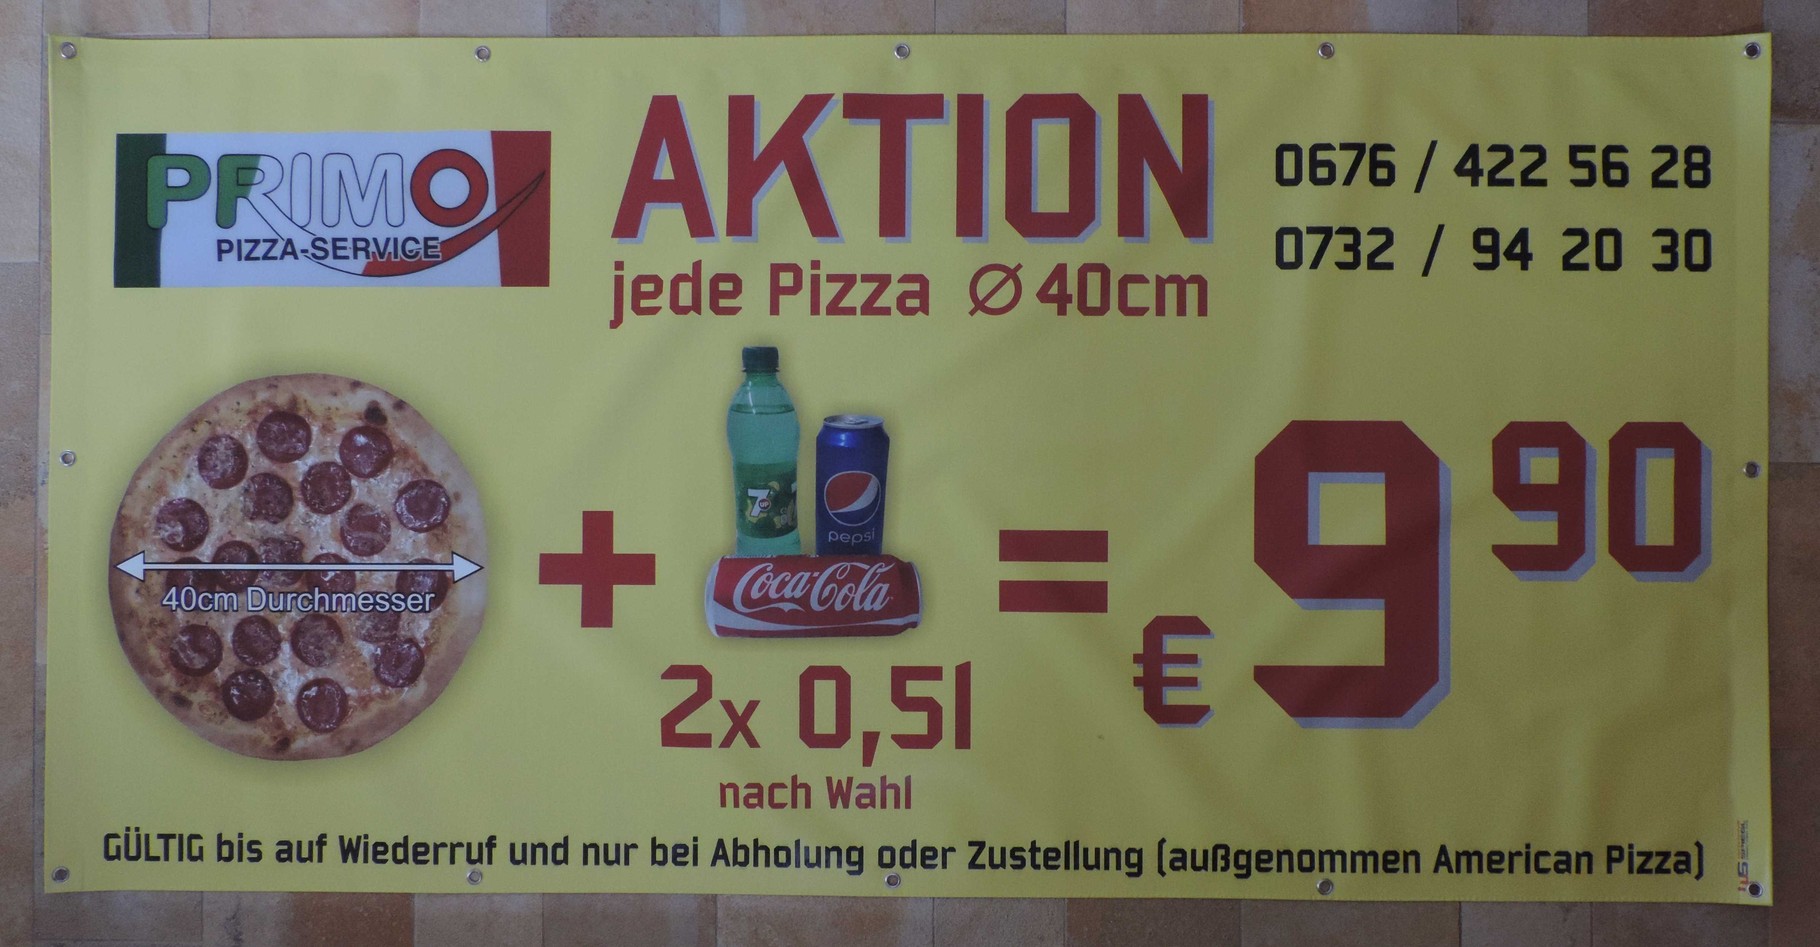 PRIMO
PIZZA-SERVICE
AKTION
jede Pizza Ø 40cm
0676 / 422 56 28
0732 / 94 20 30
40cm Durchmesser
+
7UP
pepsi
Coca-Cola
2x 0,5l
nach Wahl
=
€ 9 90
GÜLTIG bis auf Wiederruf und nur bei Abholung oder Zustellung (außgenommen American Pizza)